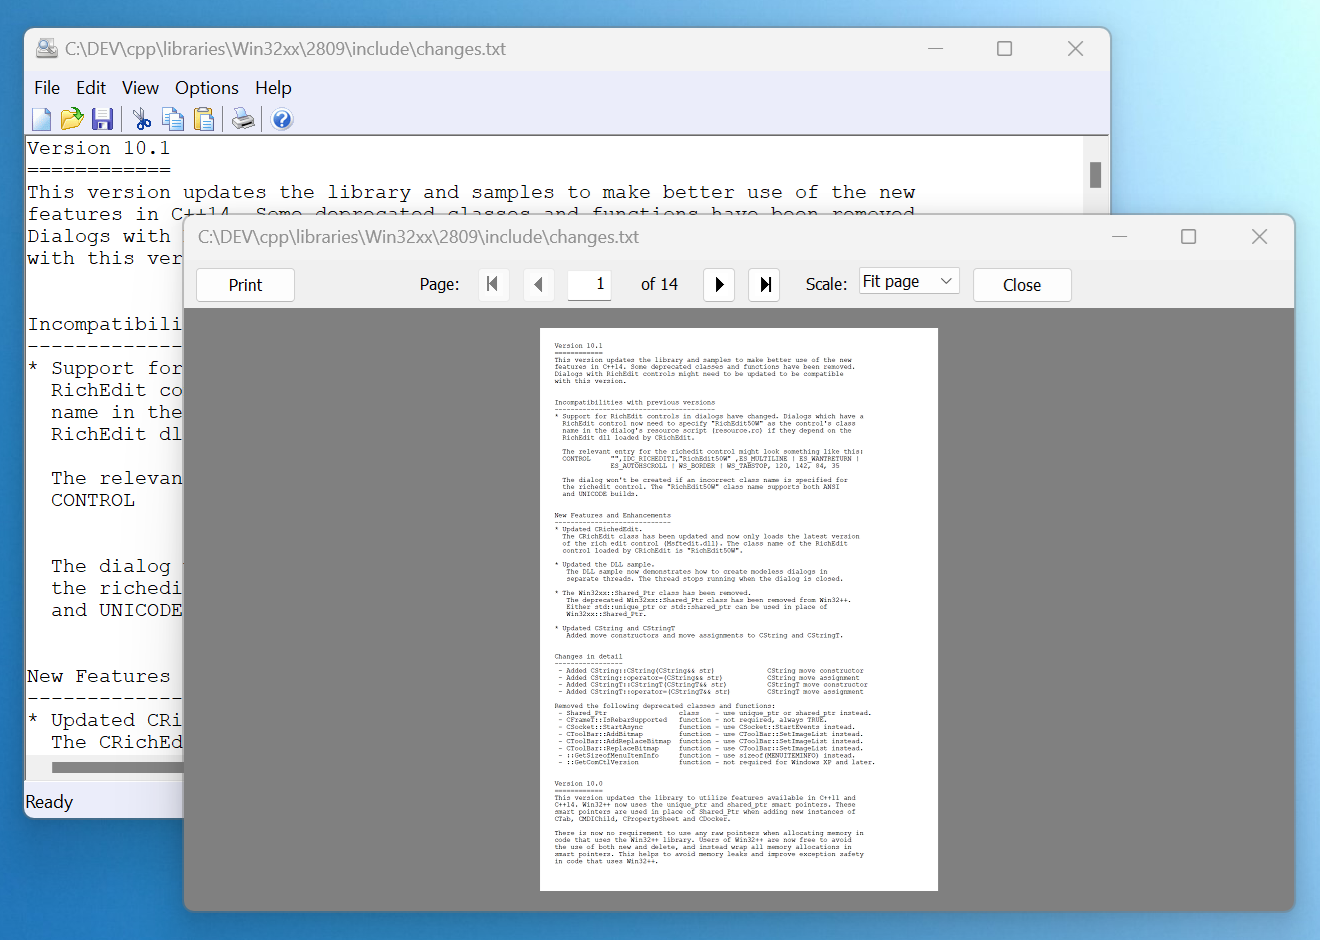 C:\DEV\cpp\libraries\Win32xx\2809\include\changes.txt
File Edit View Options Help
Version 10.1
============
This version updates the library and samples to make better use of the new
features in C++14. Some deprecated classes and functions have been removed
Dialogs with
with this ver
Incompatibili
-------------
* Support for
RichEdit co
name in the
RichEdit dl
The relevan
CONTROL
The dialog
the richedi
and UNICODE
New Features
-------------
* Updated CRi
The CRichEd
Ready
C:\DEV\cpp\libraries\Win32xx\2809\include\changes.txt
Print Page: 1 of 14 Scale: Fit page Close
Version 10.1
============
This version updates the library and samples to make better use of the new
features in C++14. Some deprecated classes and functions have been removed.
Dialogs with RichEdit controls might need to be updated to be compatible
with this version.
Incompatibilities with previous versions
----------------------------------------
* Support for RichEdit controls in dialogs have changed. Dialogs which have a
RichEdit control now need to specify "RichEdit50W" as the control's class
name in the dialog's resource script (resource.rc) if they depend on the
RichEdit dll loaded by CRichEdit.
The relevant entry for the richedit control might look something like this:
CONTROL "",IDC_RICHEDIT1,"RichEdit50W" ,ES_MULTILINE | ES_WANTRETURN |
ES_AUTOHSCROLL | WS_BORDER | WS_TABSTOP, 120, 142, 84, 35
The dialog won't be created if an incorrect class name is specified for
the richedit control. The "RichEdit50W" class name supports both ANSI
and UNICODE builds.
New Features and Enhancements
-----------------------------
* Updated CRichedEdit.
The CRichEdit class has been updated and now only loads the latest version
of the rich edit control (Msftedit.dll). The class name of the RichEdit
control loaded by CRichEdit is "RichEdit50W".
* Updated the DLL sample.
The DLL sample now demonstrates how to create modeless dialogs in
separate threads. The thread stops running when the dialog is closed.
* The Win32xx::Shared_Ptr class has been removed.
The deprecated Win32xx::Shared_Ptr class has been removed from Win32++.
Either std::unique_ptr or std::shared_ptr can be used in place of
Win32xx::Shared_Ptr.
* Updated CString and CStringT
Added move constructors and move assignments to CString and CStringT.
Changes in detail
-----------------
- Added CString::CString(CString&& str) CString move constructor
- Added CString::operator=(CString&& str) CString move assignment
- Added CStringT::CStringT(CStringT&& str) CStringT move constructor
- Added CStringT::operator=(CStringT&& str) CStringT move assignment
Removed the following deprecated classes and functions:
- Shared_Ptr class - use unique_ptr or shared_ptr instead.
- CFrameT::IsRebarSupported function - not required, always TRUE.
- CSocket::StartAsync function - use CSocket::StartEvents instead.
- CToolBar::AddBitmap function - use CToolBar::SetImageList instead.
- CToolBar::AddReplaceBitmap function - use CToolBar::SetImageList instead.
- CToolBar::ReplaceBitmap function - use CToolBar::SetImageList instead.
- ::GetSizeofMenuItemInfo function - use sizeof(MENUITEMINFO) instead.
- ::GetComCtlVersion function - not required for Windows XP and later.
Version 10.0
============
This version updates the library to utilize features available in C++11 and
C++14. Win32++ now uses the unique_ptr and shared_ptr smart pointers. These
smart pointers are used in place of Shared_Ptr when adding new instances of
CTab, CMDIChild, CPropertySheet and CDocker.
There is now no requirement to use any raw pointers when allocating memory in
code that uses the Win32++ library. Users of Win32++ are now free to avoid
the use of both new and delete, and instead wrap all memory allocations in
smart pointers. This helps to avoid memory leaks and improve exception safety
in code that uses Win32++.